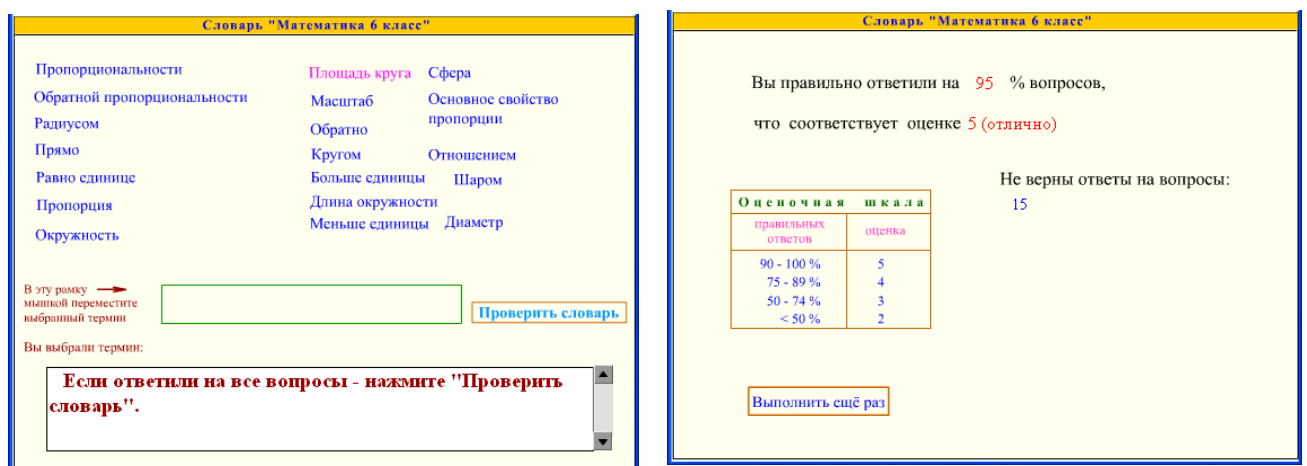 Словарь "Математика 6 класс"
Пропорциональности
Обратной пропорциональности
Радиусом
Прямо
Равно единице
Пропорция
Окружность
Площадь круга
Масштаб
Обратно
Кругом
Больше единицы
Длина окружности
Меньше единицы
Сфера
Основное свойство
пропорции
Отношением
Шаром
Диаметр
В эту рамку
мышкой переместите
выбранный термин
Проверить словарь
Вы выбрали термин:
Если ответили на все вопросы - нажмите "Проверить
словарь".
Словарь "Математика 6 класс"
Вы правильно ответили на 95 % вопросов,
что соответствует оценке 5 (отлично)
Не верны ответы на вопросы:
15
Оценочная шкала
правильных
ответов
оценка
90 - 100 % 5
75 - 89 % 4
50 - 74 % 3
< 50 % 2
Выполнить ещё раз